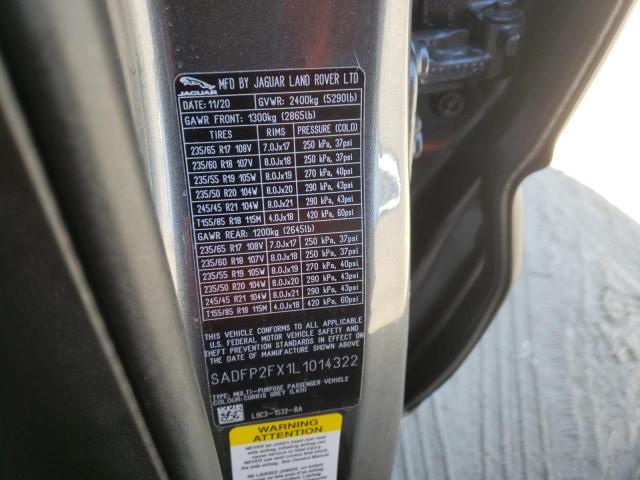 JAGUAR
MFD BY JAGUAR LAND ROVER LTD
DATE: 11/20 GVWR: 2400kg (5290lb)
GAWR FRONT: 1300kg (2865lb)
TIRES RIMS PRESSURE (COLD)
235/65 R17 108V 7.0Jx17 250 kPa, 37psi
235/60 R18 107V 8.0Jx18 250 kPa, 37psi
235/55 R19 105W 8.0Jx19 270 kPa, 40psi
235/50 R20 104W 8.0Jx20 290 kPa, 43psi
245/45 R21 104W 8.0Jx21 290 kPa, 43psi
T155/85 R18 115M 4.0Jx18 420 kPa, 60psi
GAWR REAR: 1200kg (2645lb)
235/65 R17 108V 7.0Jx17 250 kPa, 37psi
235/60 R18 107V 8.0Jx18 250 kPa, 37psi
235/55 R19 105W 8.0Jx19 270 kPa, 40psi
235/50 R20 104W 8.0Jx20 290 kPa, 43psi
245/45 R21 104W 8.0Jx21 290 kPa, 43psi
T155/85 R18 115M 4.0Jx18 420 kPa, 60psi
THIS VEHICLE CONFORMS TO ALL APPLICABLE
U.S. FEDERAL MOTOR VEHICLE SAFETY AND
THEFT PREVENTION STANDARDS IN EFFECT ON THE
DATE OF MANUFACTURE SHOWN ABOVE.
SADFP2FX1L1014322
TYPE: MULTI-PURPOSE PASSENGER VEHICLE
COLOUR: CORRIS GREY (LKH)
L9C3-1532-BA
WARNING
ATTENTION